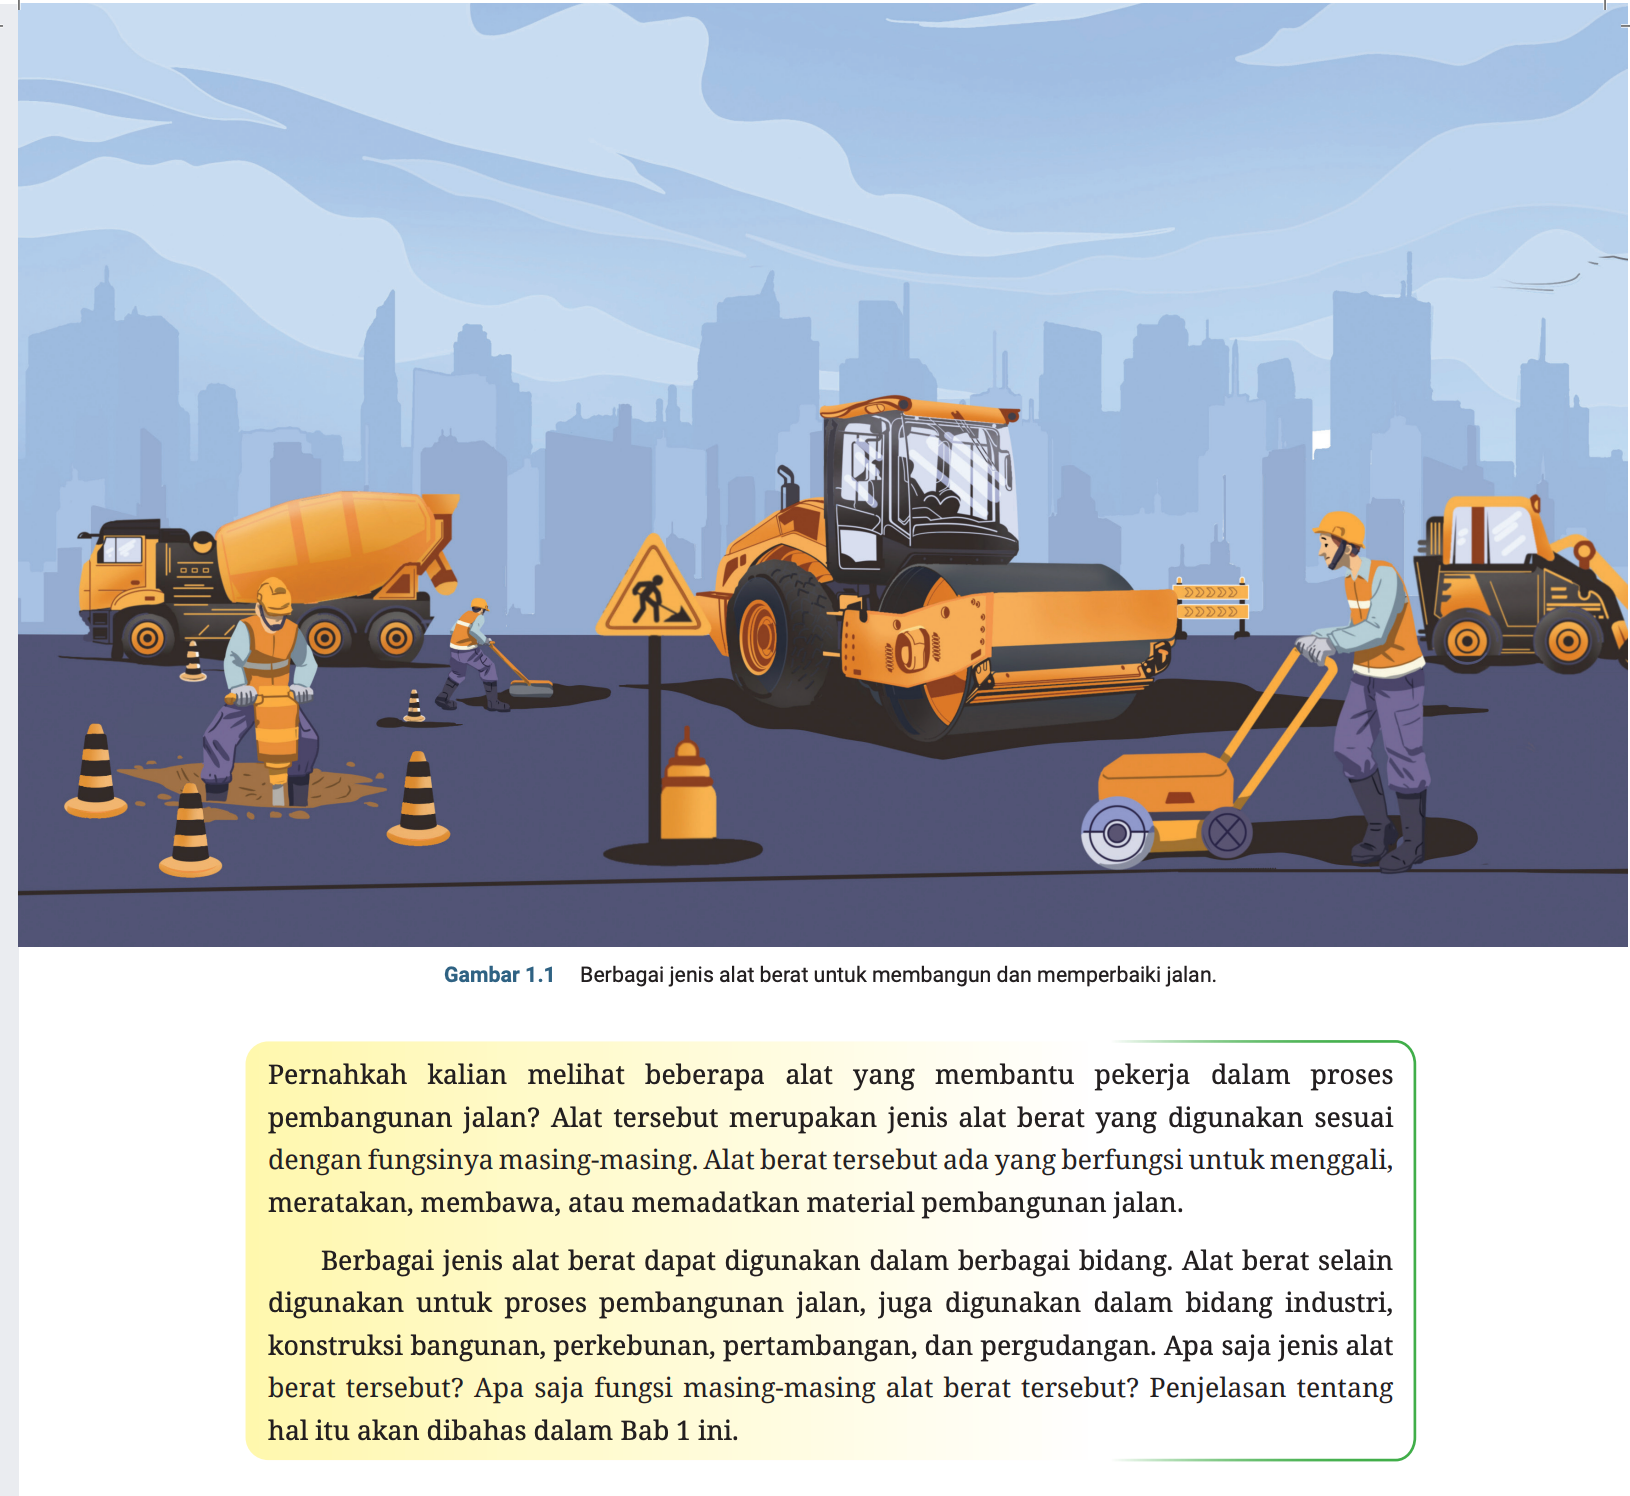 Gambar 1.1 Berbagai jenis alat berat untuk membangun dan memperbaiki jalan.
Pernahkah kalian melihat beberapa alat yang membantu pekerja dalam proses
pembangunan jalan? Alat tersebut merupakan jenis alat berat yang digunakan sesuai
dengan fungsinya masing-masing. Alat berat tersebut ada yang berfungsi untuk menggali,
meratakan, membawa, atau memadatkan material pembangunan jalan.
Berbagai jenis alat berat dapat digunakan dalam berbagai bidang. Alat berat selain
digunakan untuk proses pembangunan jalan, juga digunakan dalam bidang industri,
konstruksi bangunan, perkebunan, pertambangan, dan pergudangan. Apa saja jenis alat
berat tersebut? Apa saja fungsi masing-masing alat berat tersebut? Penjelasan tentang
hal itu akan dibahas dalam Bab 1 ini.